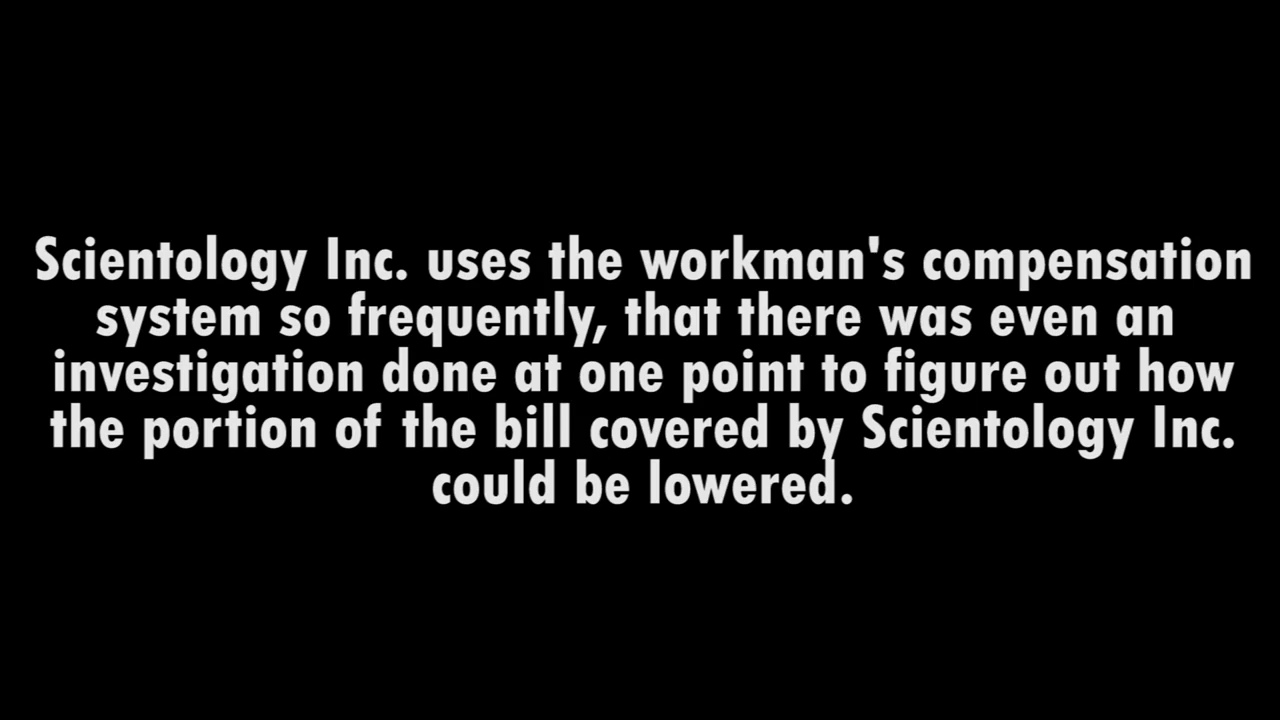 Scientology Inc. uses the workman's compensation
system so frequently, that there was even an
investigation done at one point to figure out how
the portion of the bill covered by Scientology Inc.
could be lowered.